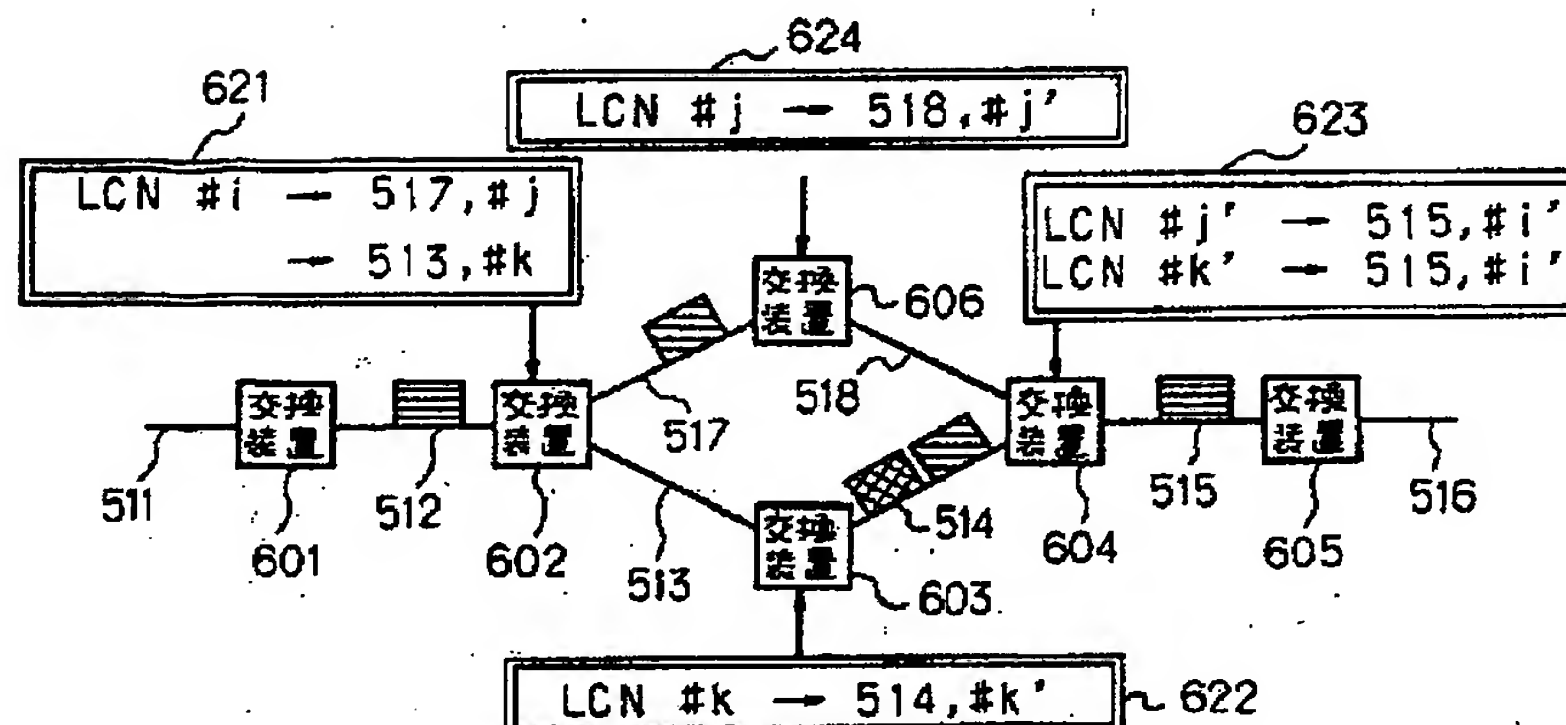 624
LCN #j → 518,#j'
621
LCN #i → 517,#j
→ 513,#k
623
LCN #j' → 515,#i'
LCN #k' → 515,#i'
交換
装置
606
517
518
交換
装置
交換
装置
交換
装置
交換
装置
511
512
515
516
601
602
513
交換
装置
514
603
604
605
LCN #k → 514,#k'
622